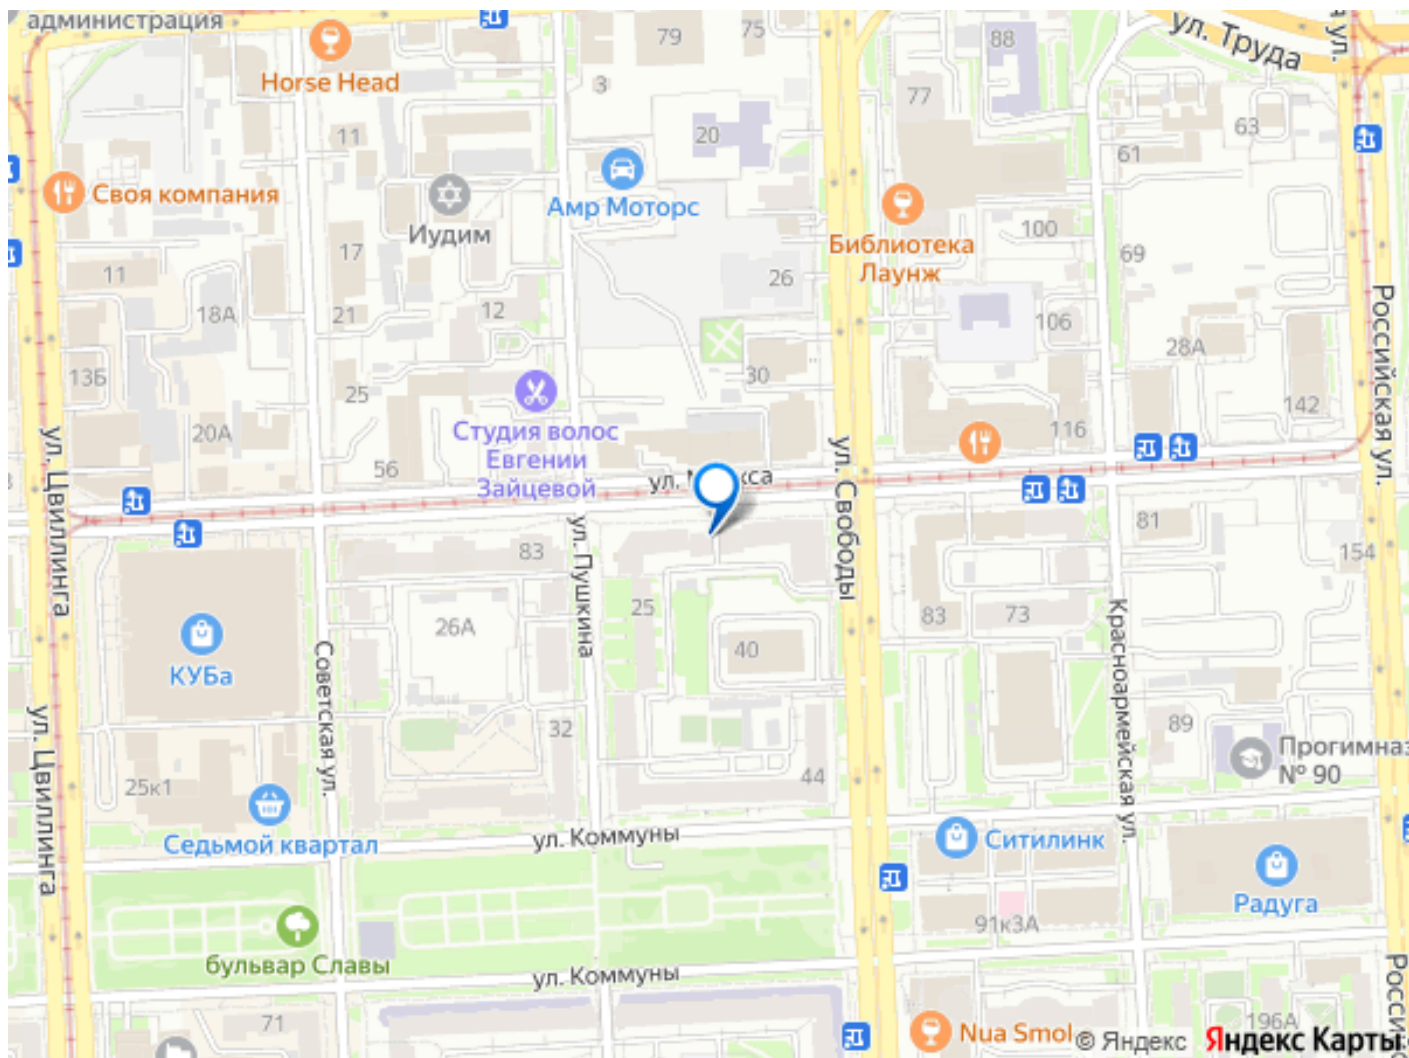 администрация
Horse Head
79
75
88
ул. Труда
3
77
11
20
63
61
Своя компания
Иудим
Амр Моторс
Библиотека
Лаунж
100
69
17
11
26
18А
21
12
106
28А
Российская ул.
13Б
25
30
142
20А
Студия волос
Евгении
Зайцевой
116
56
ул. Цвиллинга
ул.
ул. Свободы
83
ул. Пушкина
81
154
КУБа
26А
25
40
83
73
Красноармейская ул.
Советская ул.
ул. Цвиллинга
32
44
89
Прогимназ
№ 90
25к1
Седьмой квартал
ул. Коммуны
Ситилинк
Радуга
91к3А
бульвар Славы
ул. Коммуны
71
196А
Nua Smol
© Яндекс
Яндекс Карты